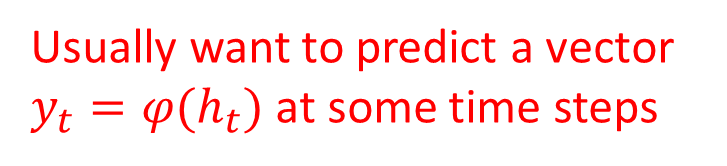 Usually want to predict a vector
𝑦𝑡 = 𝜑(ℎ𝑡) at some time steps